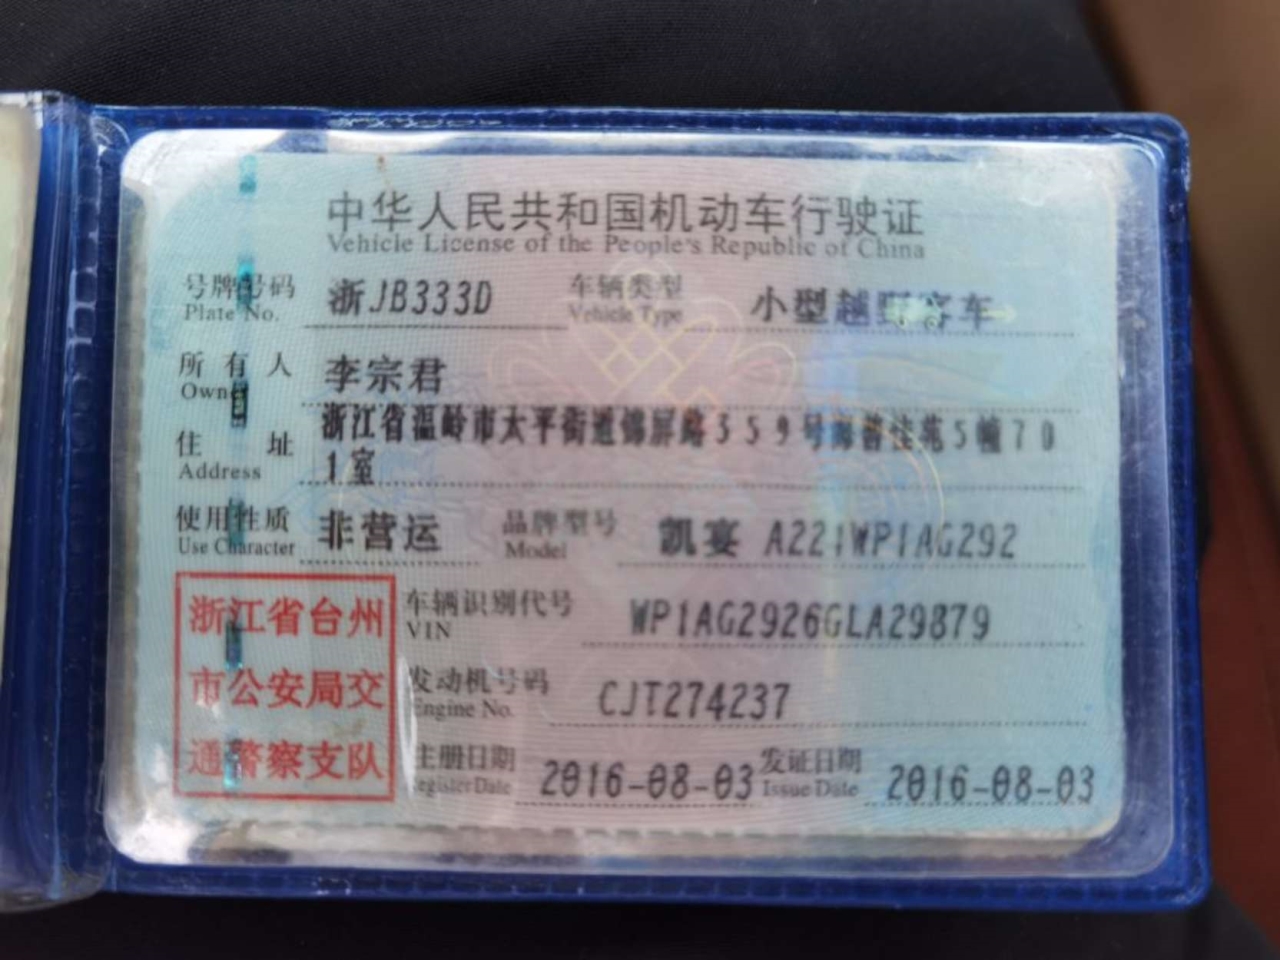 中华人民共和国机动车行驶证
Vehicle License of the People's Republic of China
号牌号码 浙JB333D 车辆类型 小型越野客车
Plate No. Vehicle Type
所有人 李宗君
Owner
住址 浙江省温岭市太平街道锦屏路359号海普佳苑5幢70
Address 1室
使用性质 非营运 品牌型号 凯宴 A221WP1AG292
Use Character Model
浙江省台州 车辆识别代号 WP1AG2926GLA29879
VIN
市公安局交 发动机号码 CJT274237
Engine No.
通警察支队 注册日期 2016-08-03 发证日期 2016-08-03
Register Date Issue Date